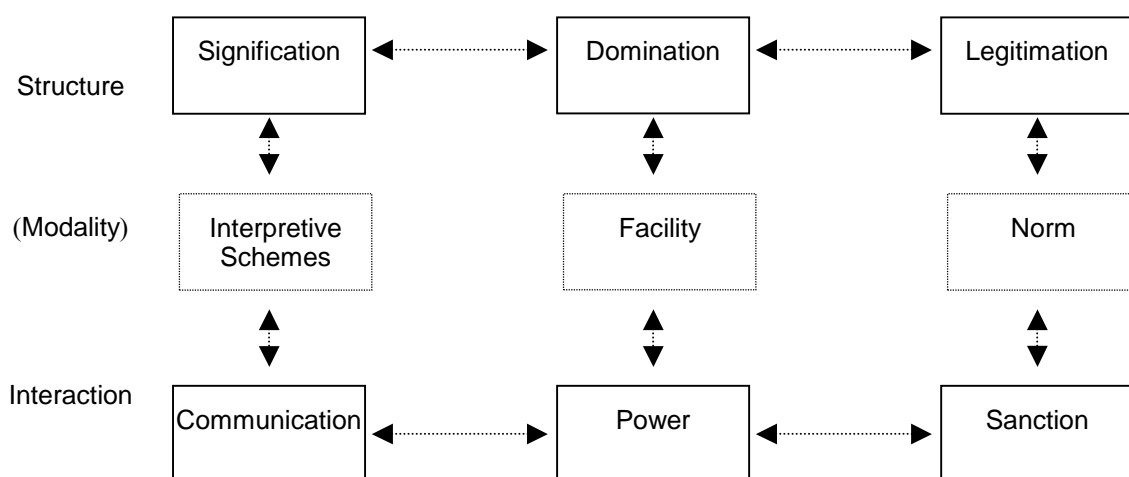 Structure
Signification
Domination
Legitimation
(Modality)
Interpretive
Schemes
Facility
Norm
Interaction
Communication
Power
Sanction